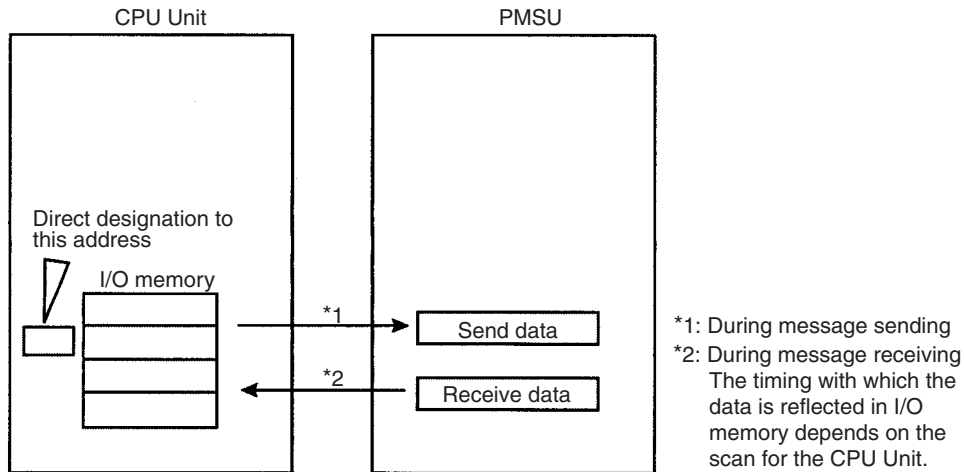 CPU Unit
PMSU
Direct designation to
this address
I/O memory
*1
Send data
*2
Receive data
*1: During message sending
*2: During message receiving
The timing with which the
data is reflected in I/O
memory depends on the
scan for the CPU Unit.